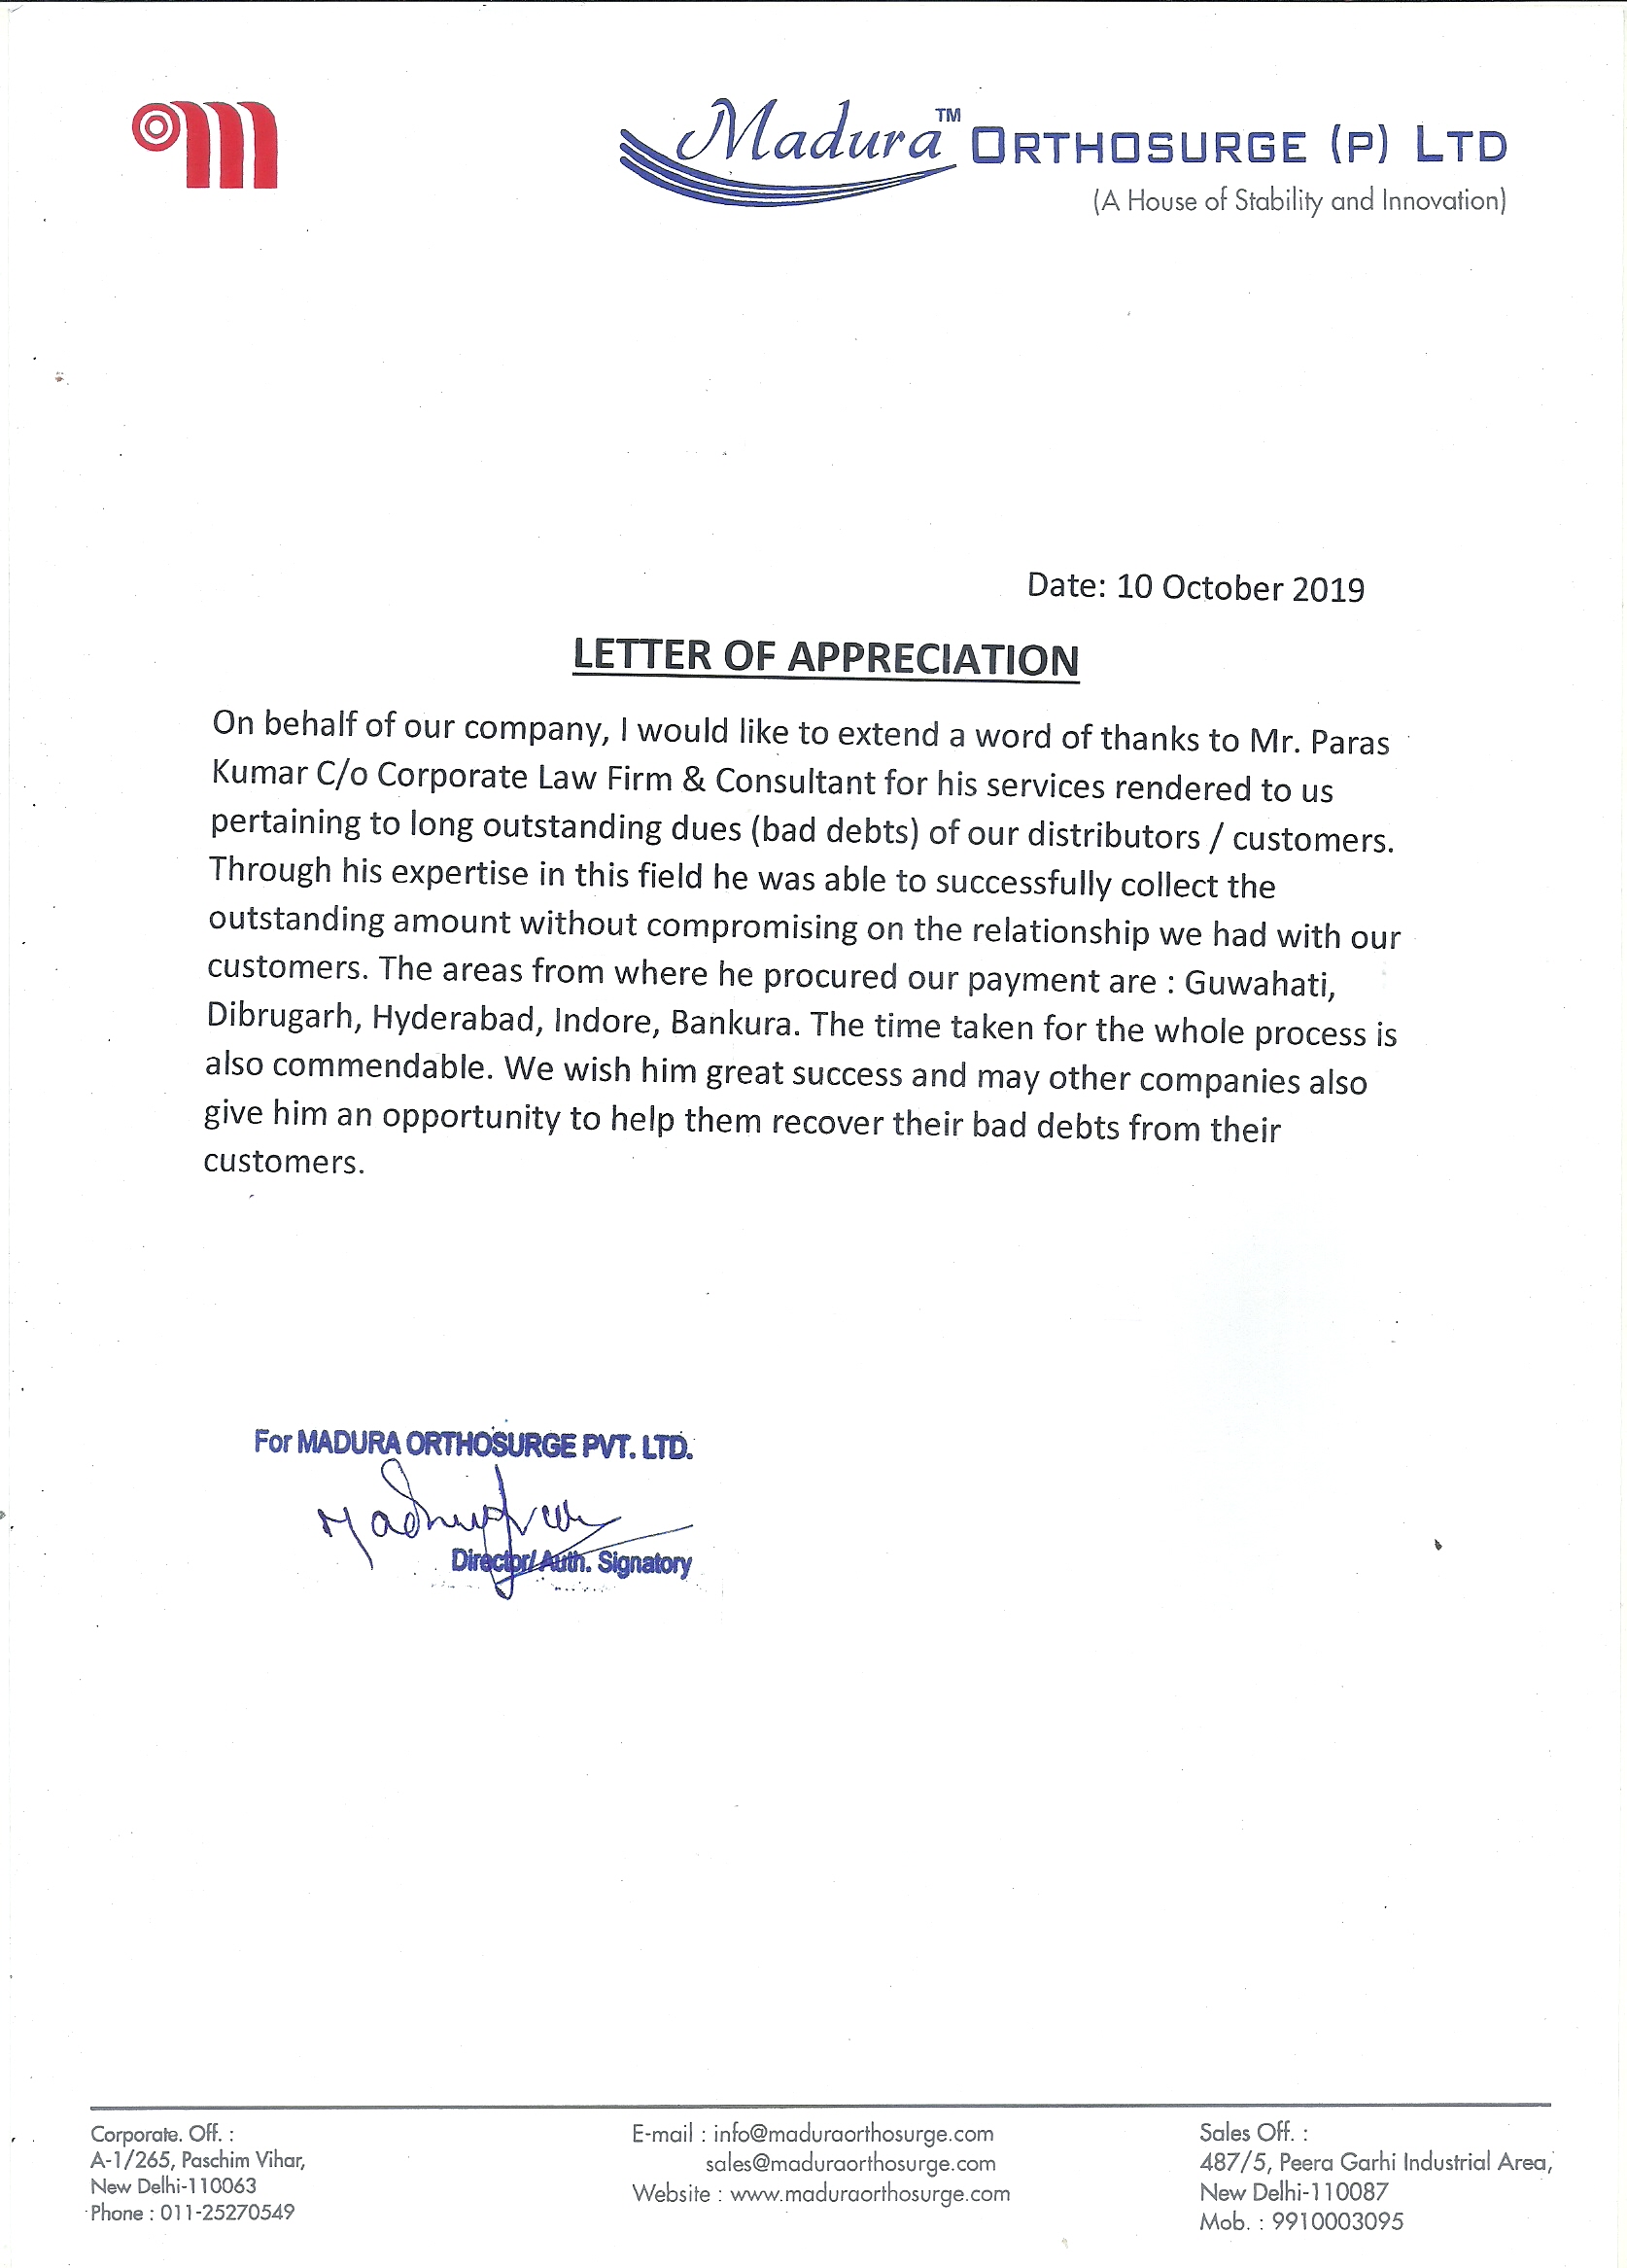 Madura™ ORTHOSURGE (P) LTD
(A House of Stability and Innovation)
Date: 10 October 2019
LETTER OF APPRECIATION
On behalf of our company, I would like to extend a word of thanks to Mr. Paras
Kumar C/o Corporate Law Firm & Consultant for his services rendered to us
pertaining to long outstanding dues (bad debts) of our distributors / customers.
Through his expertise in this field he was able to successfully collect the
outstanding amount without compromising on the relationship we had with our
customers. The areas from where he procured our payment are : Guwahati,
Dibrugarh, Hyderabad, Indore, Bankura. The time taken for the whole process is
also commendable. We wish him great success and may other companies also
give him an opportunity to help them recover their bad debts from their
customers.
For MADURA ORTHOSURGE PVT. LTD.
Director/Auth. Signatory
Corporate. Off. :
A-1/265, Paschim Vihar,
New Delhi-110063
Phone : 011-25270549
E-mail : info@maduraorthosurge.com
sales@maduraorthosurge.com
Website : www.maduraorthosurge.com
Sales Off. :
487/5, Peera Garhi Industrial Area,
New Delhi-110087
Mob. : 9910003095